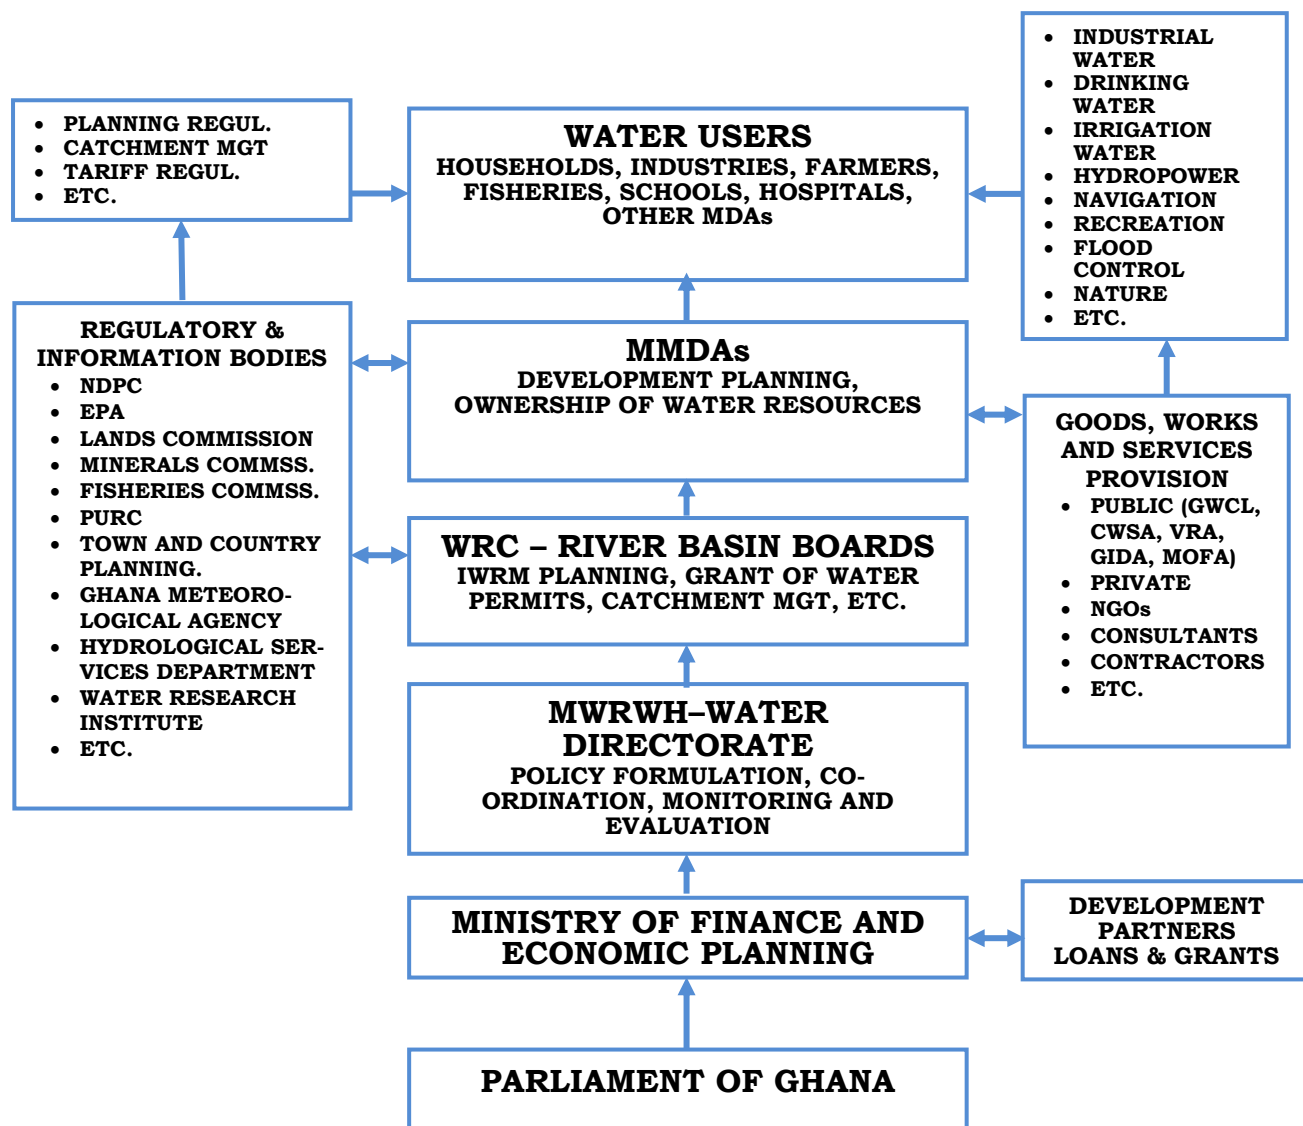 • PLANNING REGUL.
• CATCHMENT MGT
• TARIFF REGUL.
• ETC.
WATER USERS
HOUSEHOLDS, INDUSTRIES, FARMERS,
FISHERIES, SCHOOLS, HOSPITALS,
OTHER MDAs
• INDUSTRIAL
WATER
• DRINKING
WATER
• IRRIGATION
WATER
• HYDROPOWER
• NAVIGATION
• RECREATION
• FLOOD
CONTROL
• NATURE
• ETC.
REGULATORY &
INFORMATION BODIES
• NDPC
• EPA
• LANDS COMMISSION
• MINERALS COMMSS.
• FISHERIES COMMSS.
• PURC
• TOWN AND COUNTRY
PLANNING.
• GHANA METEORO-
LOGICAL AGENCY
• HYDROLOGICAL SER-
VICES DEPARTMENT
• WATER RESEARCH
INSTITUTE
• ETC.
MMDAs
DEVELOPMENT PLANNING,
OWNERSHIP OF WATER RESOURCES
GOODS, WORKS
AND SERVICES
PROVISION
• PUBLIC (GWCL,
CWSA, VRA,
GIDA, MOFA)
• PRIVATE
• NGOs
• CONSULTANTS
• CONTRACTORS
• ETC.
WRC – RIVER BASIN BOARDS
IWRM PLANNING, GRANT OF WATER
PERMITS, CATCHMENT MGT, ETC.
MWRWH–WATER
DIRECTORATE
POLICY FORMULATION, CO-
ORDINATION, MONITORING AND
EVALUATION
MINISTRY OF FINANCE AND
ECONOMIC PLANNING
DEVELOPMENT
PARTNERS
LOANS & GRANTS
PARLIAMENT OF GHANA